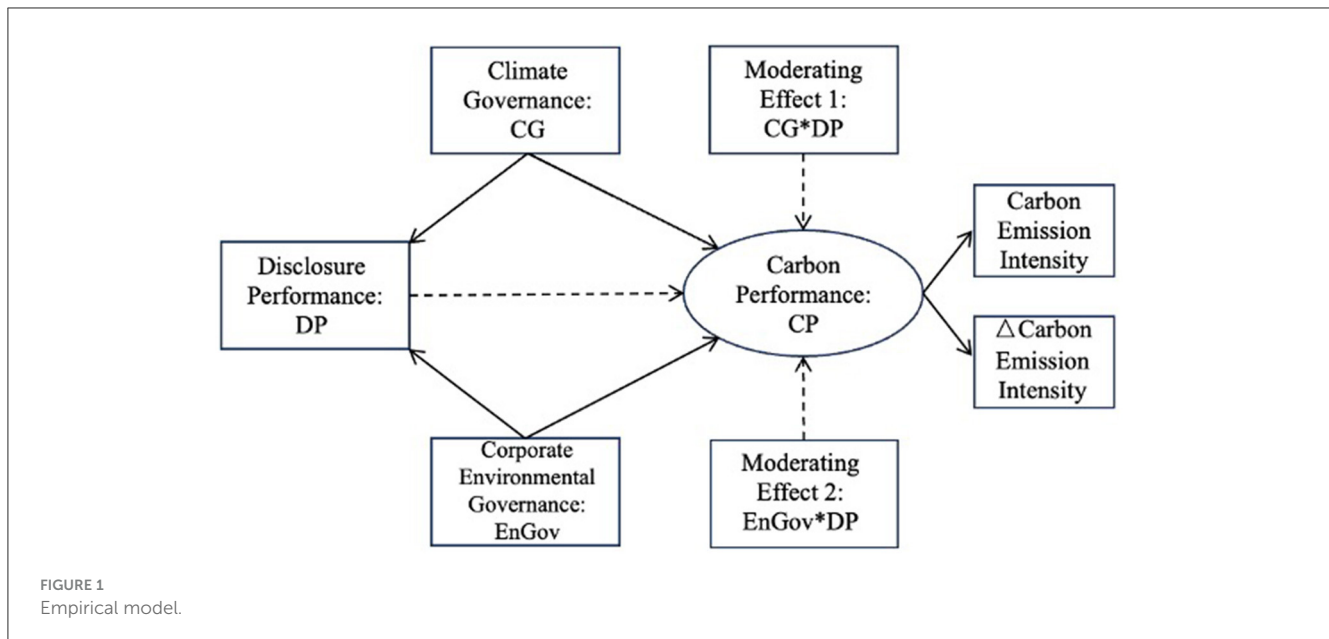 Climate
Governance:
CG
Moderating
Effect 1:
CG*DP
Disclosure
Performance:
DP
Carbon
Performance:
CP
Carbon
Emission
Intensity
△Carbon
Emission
Intensity
Corporate
Environmental
Governance:
EnGov
Moderating
Effect 2:
EnGov*DP
FIGURE 1
Empirical model.